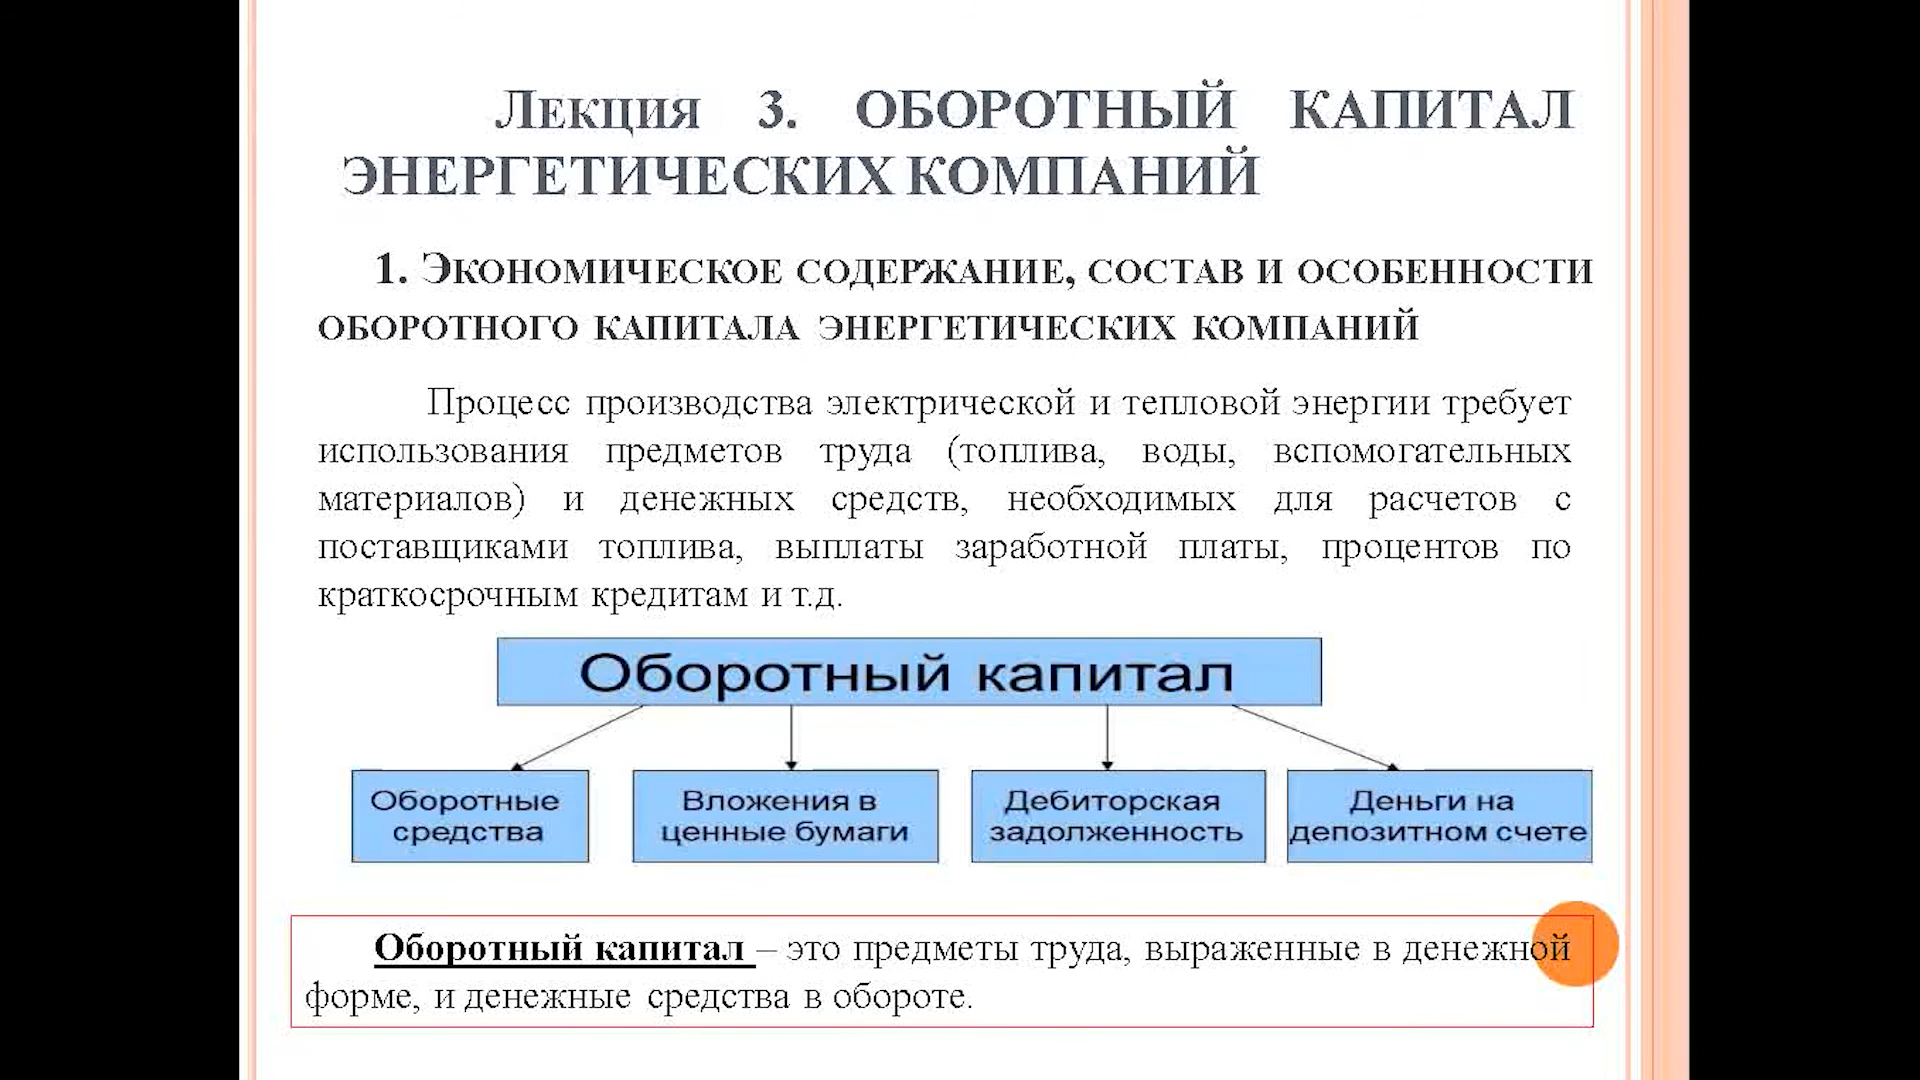 Лекция 3. ОБОРОТНЫЙ КАПИТАЛ
ЭНЕРГЕТИЧЕСКИХ КОМПАНИЙ
1. Экономическое содержание, состав и особенности
оборотного капитала энергетических компаний
Процесс производства электрической и тепловой энергии требует
использования предметов труда (топлива, воды, вспомогательных
материалов) и денежных средств, необходимых для расчетов с
поставщиками топлива, выплаты заработной платы, процентов по
краткосрочным кредитам и т.д.
Оборотный капитал
Оборотные
средства
Вложения в
ценные бумаги
Дебиторская
задолженность
Деньги на
депозитном счете
Оборотный капитал – это предметы труда, выраженные в денежной
форме, и денежные средства в обороте.